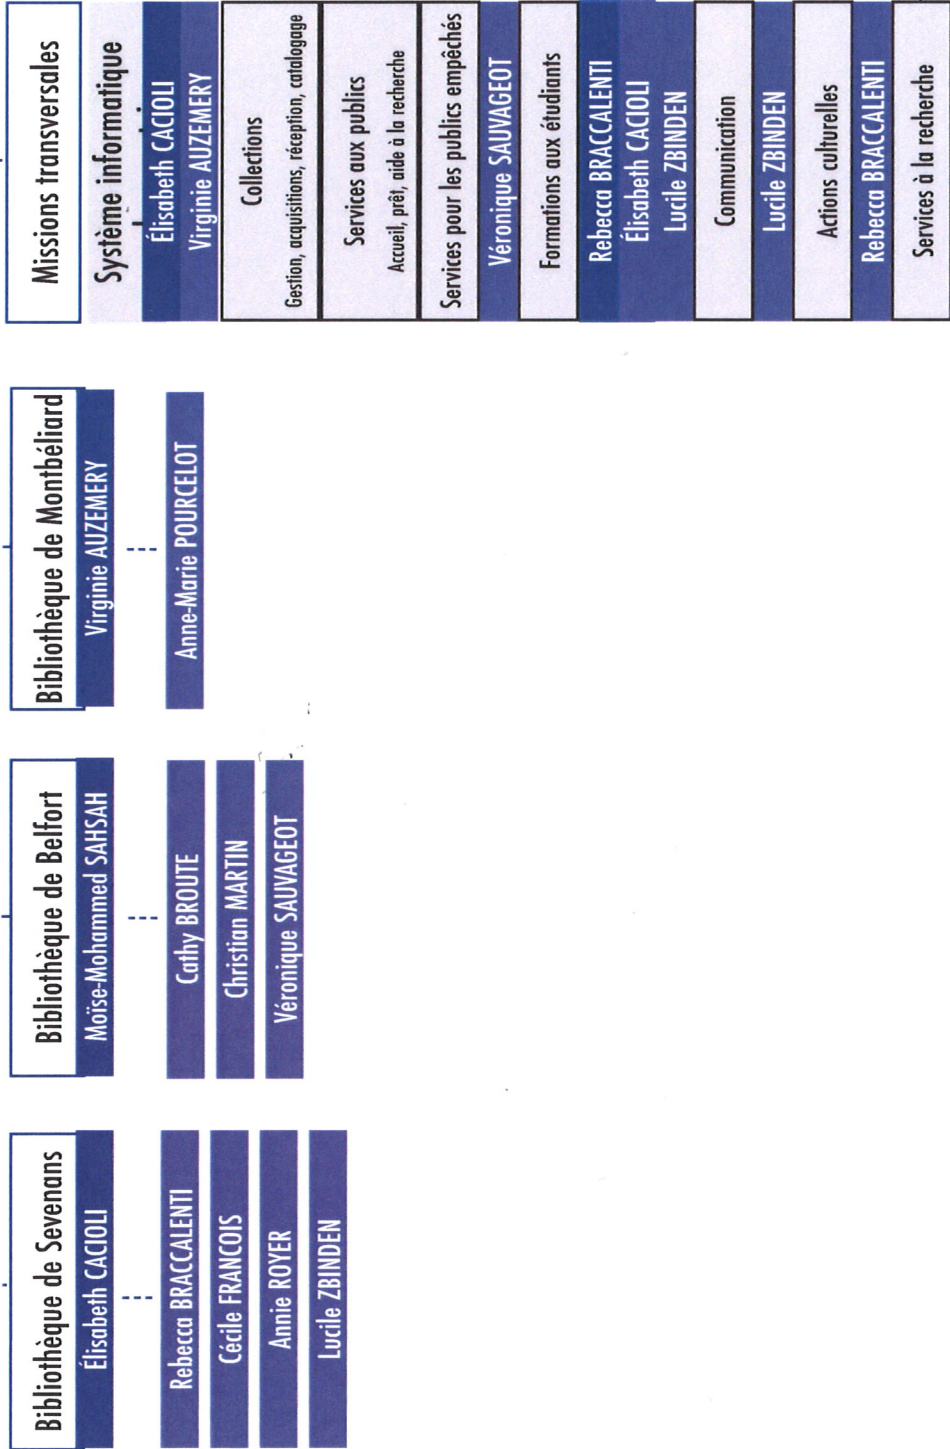 Bibliothèque de Sevenans
Élisabeth CACIOLI
Rebecca BRACCALENTI
Cécile FRANCOIS
Annie ROYER
Lucile ZBINDEN
Bibliothèque de Belfort
Moïse-Mohammed SAHSAH
Cathy BROUTE
Christian MARTIN
Véronique SAUVAGEOT
Bibliothèque de Montbéliard
Virginie AUZEMERY
Anne-Marie POURCELOT
Missions transversales
Système informatique
Élisabeth CACIOLI
Virginie AUZEMERY
Collections
Gestion, acquisitions, réception, catalogage
Services aux publics
Accueil, prêt, aide à la recherche
Services pour les publics empêchés
Véronique SAUVAGEOT
Formations aux étudiants
Rebecca BRACCALENTI
Élisabeth CACIOLI
Lucile ZBINDEN
Communication
Lucile ZBINDEN
Actions culturelles
Rebecca BRACCALENTI
Services à la recherche